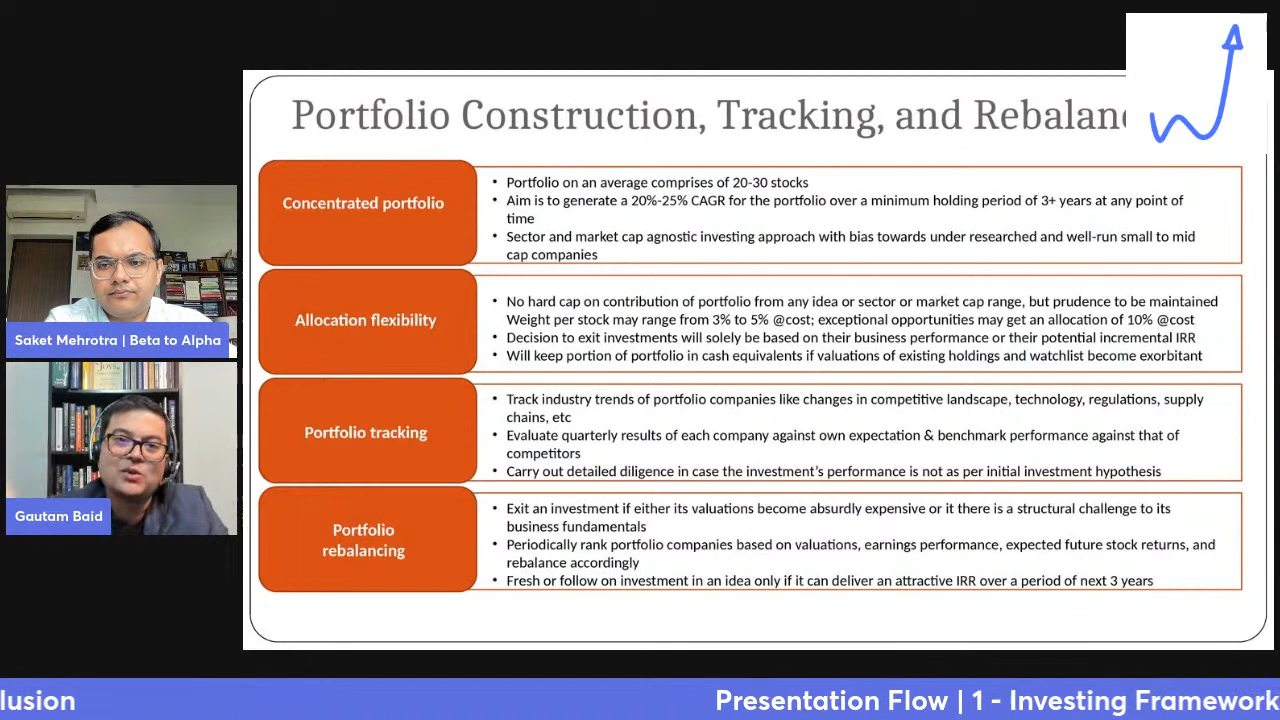 Portfolio Construction, Tracking, and Rebalanc
Concentrated portfolio
• Portfolio on an average comprises of 20-30 stocks
• Aim is to generate a 20%-25% CAGR for the portfolio over a minimum holding period of 3+ years at any point of
time
• Sector and market cap agnostic investing approach with bias towards under researched and well-run small to mid
cap companies
Allocation flexibility
• No hard cap on contribution of portfolio from any idea or sector or market cap range, but prudence to be maintained
Weight per stock may range from 3% to 5% @cost; exceptional opportunities may get an allocation of 10% @cost
• Decision to exit investments will solely be based on their business performance or their potential incremental IRR
• Will keep portion of portfolio in cash equivalents if valuations of existing holdings and watchlist become exorbitant
Portfolio tracking
• Track industry trends of portfolio companies like changes in competitive landscape, technology, regulations, supply
chains, etc
• Evaluate quarterly results of each company against own expectation & benchmark performance against that of
competitors
• Carry out detailed diligence in case the investment's performance is not as per initial investment hypothesis
Portfolio
rebalancing
• Exit an investment if either its valuations become absurdly expensive or it there is a structural challenge to its
business fundamentals
• Periodically rank portfolio companies based on valuations, earnings performance, expected future stock returns, and
rebalance accordingly
• Fresh or follow on investment in an idea only if it can deliver an attractive IRR over a period of next 3 years
Saket Mehrotra | Beta to Alpha
Gautam Baid
lusion
Presentation Flow | 1 - Investing Framework